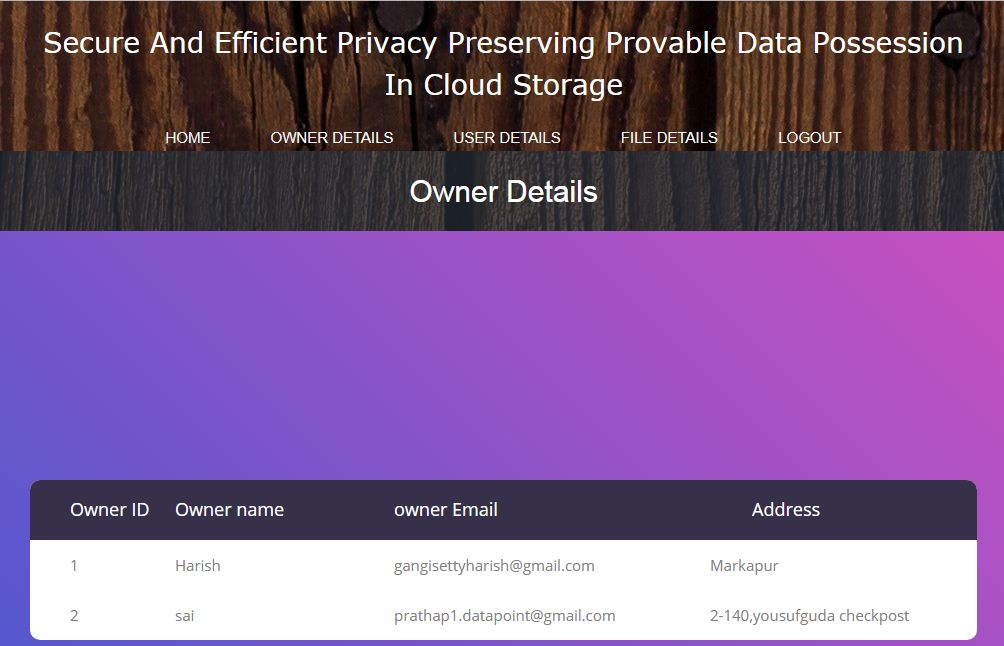 Secure And Efficient Privacy Preserving Provable Data Possession
In Cloud Storage
HOME OWNER DETAILS USER DETAILS FILE DETAILS LOGOUT
Owner Details
Owner ID Owner name owner Email Address
1 Harish gangisettyharish@gmail.com Markapur
2 sai prathap1.datapoint@gmail.com 2-140,yousufguda checkpost